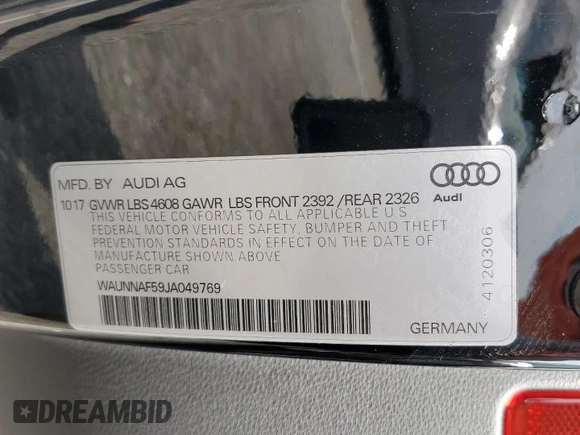 MFD. BY AUDI AG
Audi
1017 GVWR LBS 4608 GAWR LBS FRONT 2392 /REAR 2326
THIS VEHICLE CONFORMS TO ALL APPLICABLE U.S
FEDERAL MOTOR VEHICLE SAFETY, BUMPER AND THEFT
PREVENTION STANDARDS IN EFFECT ON THE DATE OF
MANUFACTURE SHOWN ABOVE
PASSENGER CAR
WAUNNAF59JA049769
GERMANY
4120306
DREAMBID